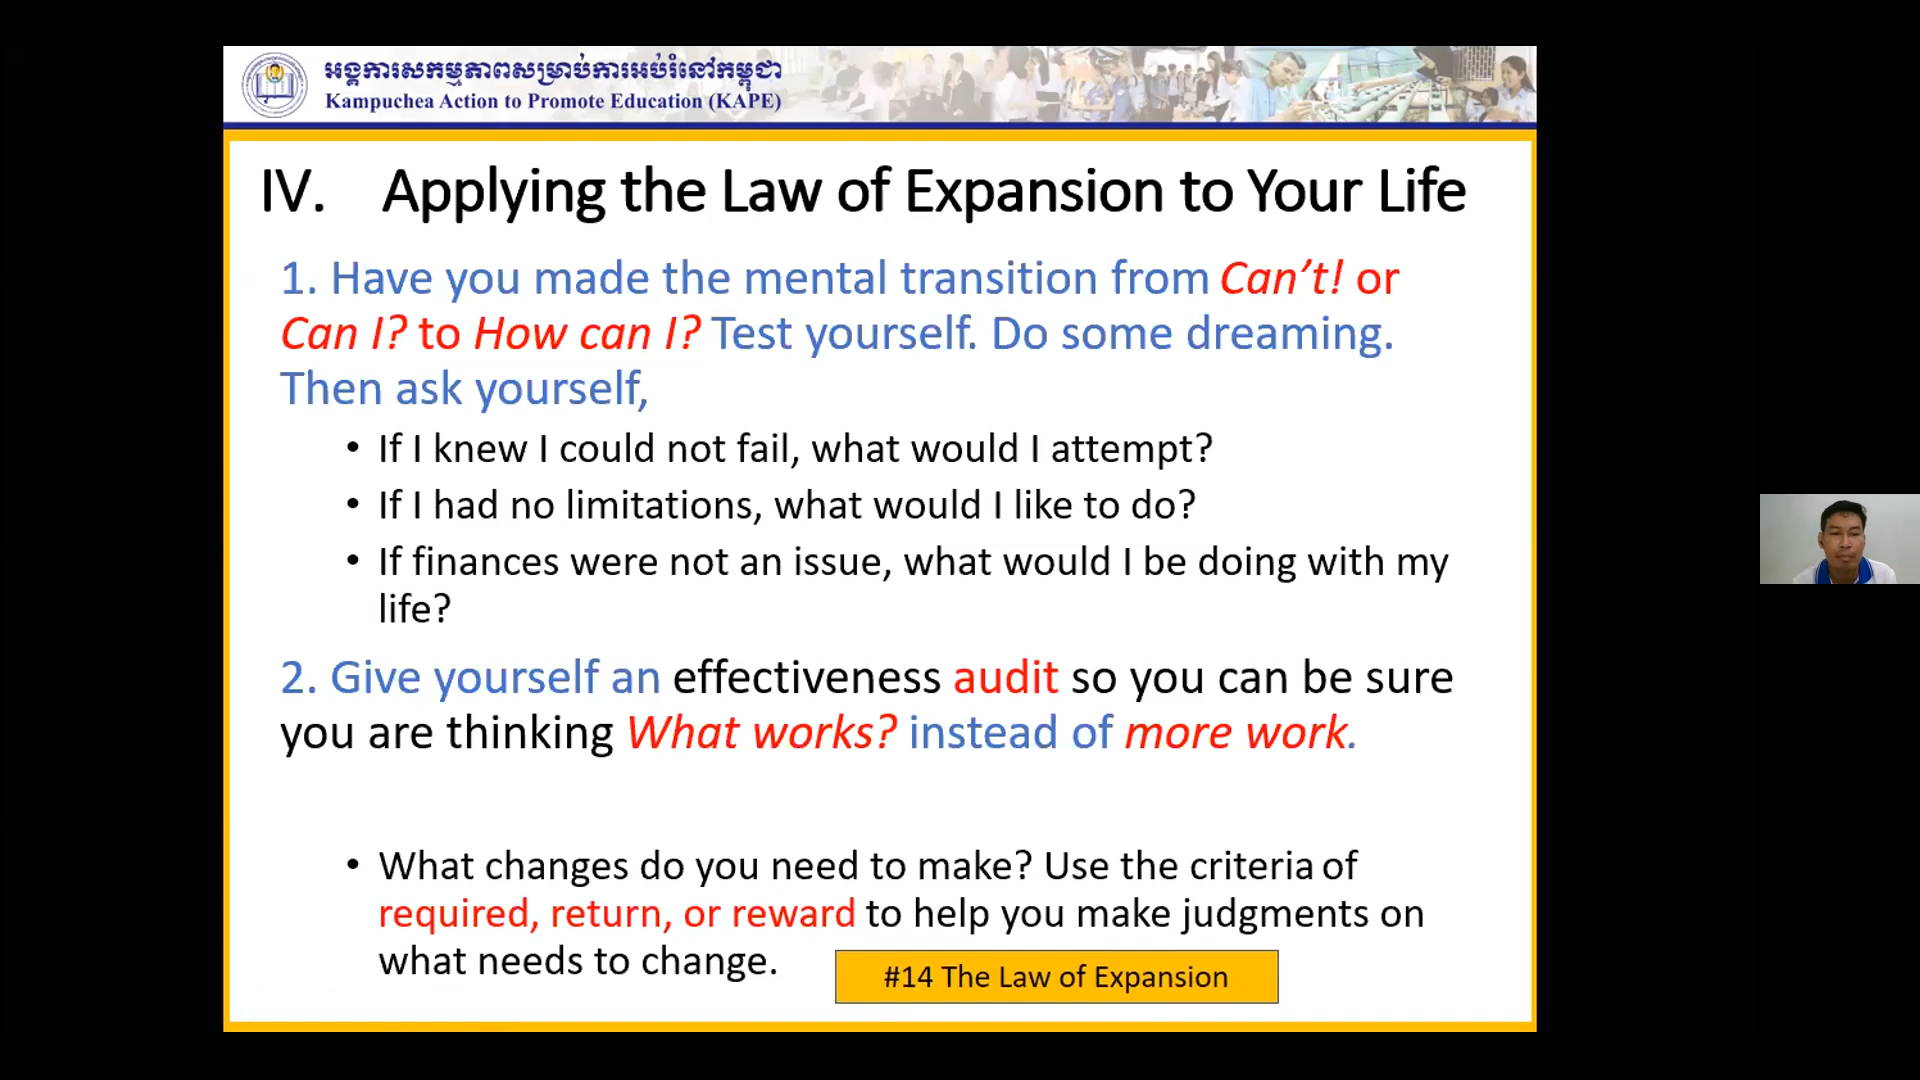 អង្គការសកម្មភាពសម្រាប់ការអប់រំនៅកម្ពុជា
Kampuchea Action to Promote Education (KAPE)
IV. Applying the Law of Expansion to Your Life
1. Have you made the mental transition from Can’t! or
Can I? to How can I? Test yourself. Do some dreaming.
Then ask yourself,
• If I knew I could not fail, what would I attempt?
• If I had no limitations, what would I like to do?
• If finances were not an issue, what would I be doing with my
life?
2. Give yourself an effectiveness audit so you can be sure
you are thinking What works? instead of more work.
• What changes do you need to make? Use the criteria of
required, return, or reward to help you make judgments on
what needs to change.
#14 The Law of Expansion